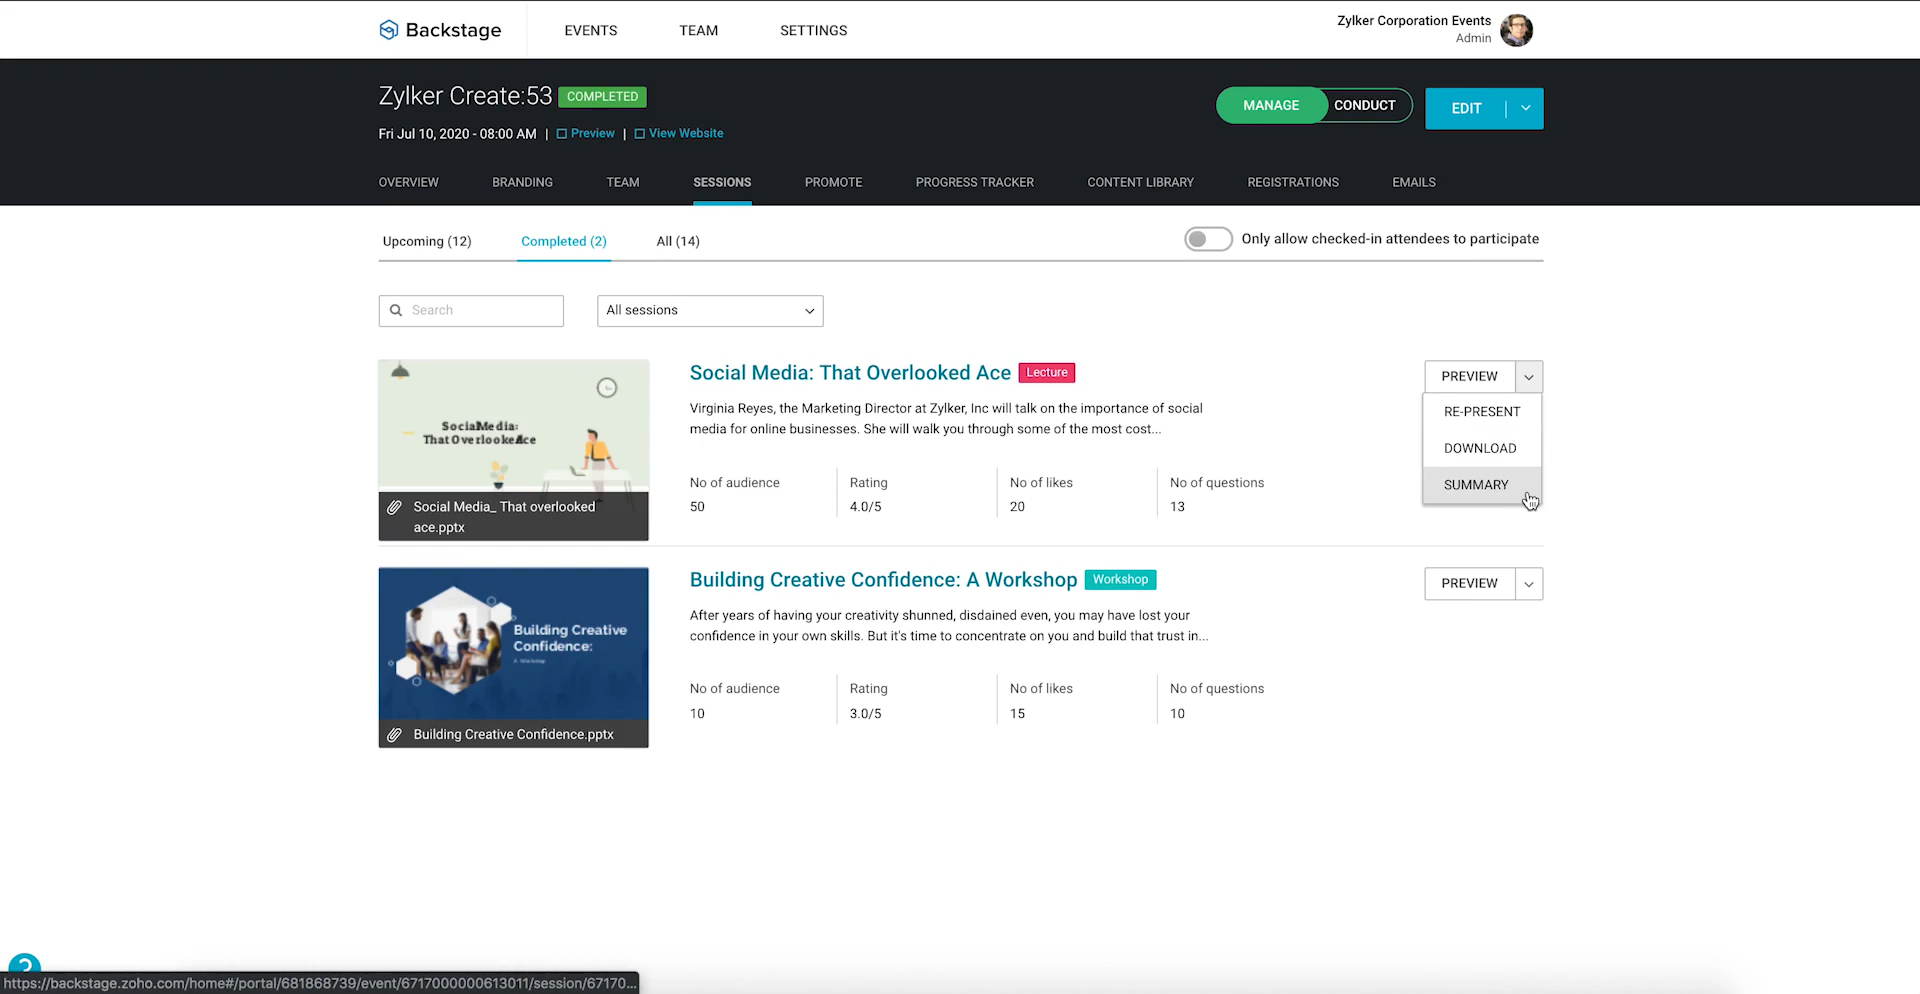 Backstage
EVENTS
TEAM
SETTINGS
Zylker Corporation Events
Admin
Zylker Create:53
COMPLETED
Fri Jul 10, 2020 - 08:00 AM | Preview | View Website
MANAGE
CONDUCT
EDIT
OVERVIEW
BRANDING
TEAM
SESSIONS
PROMOTE
PROGRESS TRACKER
CONTENT LIBRARY
REGISTRATIONS
EMAILS
Upcoming (12)
Completed (2)
All (14)
Only allow checked-in attendees to participate
Search
All sessions
Social Media:
That Overlooked Ace
Social Media_ That overlooked
ace.pptx
Social Media: That Overlooked Ace
Lecture
Virginia Reyes, the Marketing Director at Zylker, Inc will talk on the importance of social
media for online businesses. She will walk you through some of the most cost...
No of audience
50
Rating
4.0/5
No of likes
20
No of questions
13
PREVIEW
RE-PRESENT
DOWNLOAD
SUMMARY
Building Creative
Confidence:
A Workshop
Building Creative Confidence.pptx
Building Creative Confidence: A Workshop
Workshop
After years of having your creativity shunned, disdained even, you may have lost your
confidence in your own skills. But it's time to concentrate on you and build that trust in...
No of audience
10
Rating
3.0/5
No of likes
15
No of questions
10
PREVIEW
?
https://backstage.zoho.com/home#/portal/681868739/event/6717000000613011/session/67170...